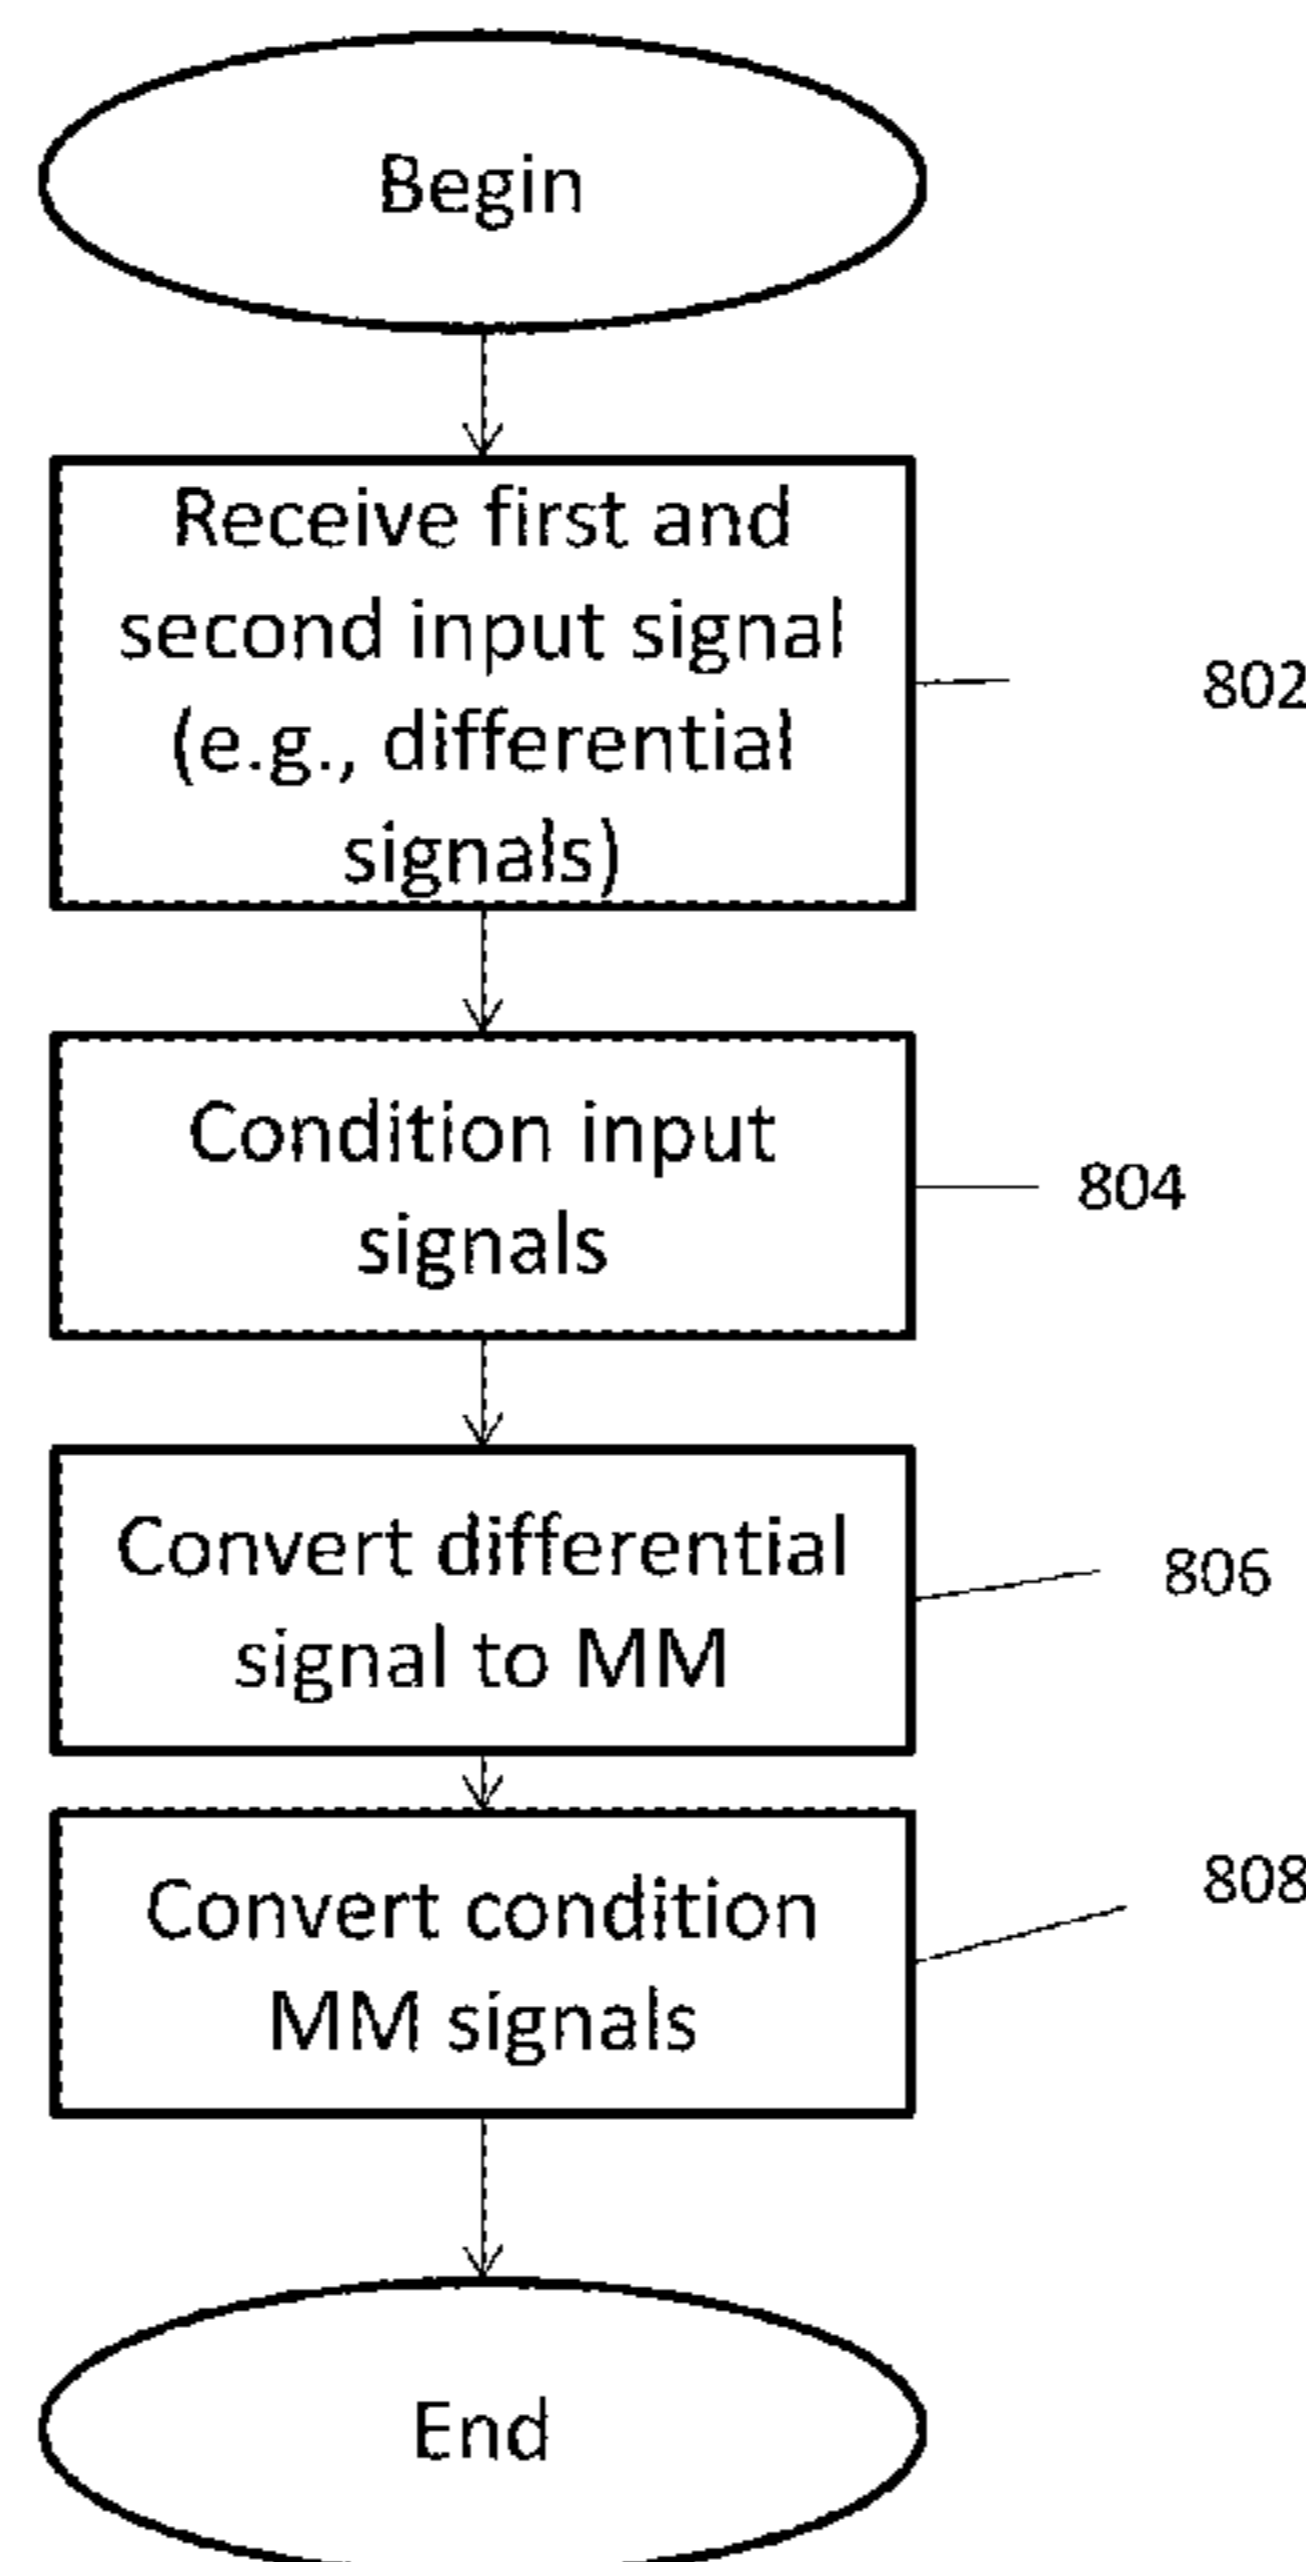 Begin
Receive first and
second input signal
(e.g., differential
signals)
802
Condition input
signals
804
Convert differential
signal to MM
806
Convert condition
MM signals
808
End